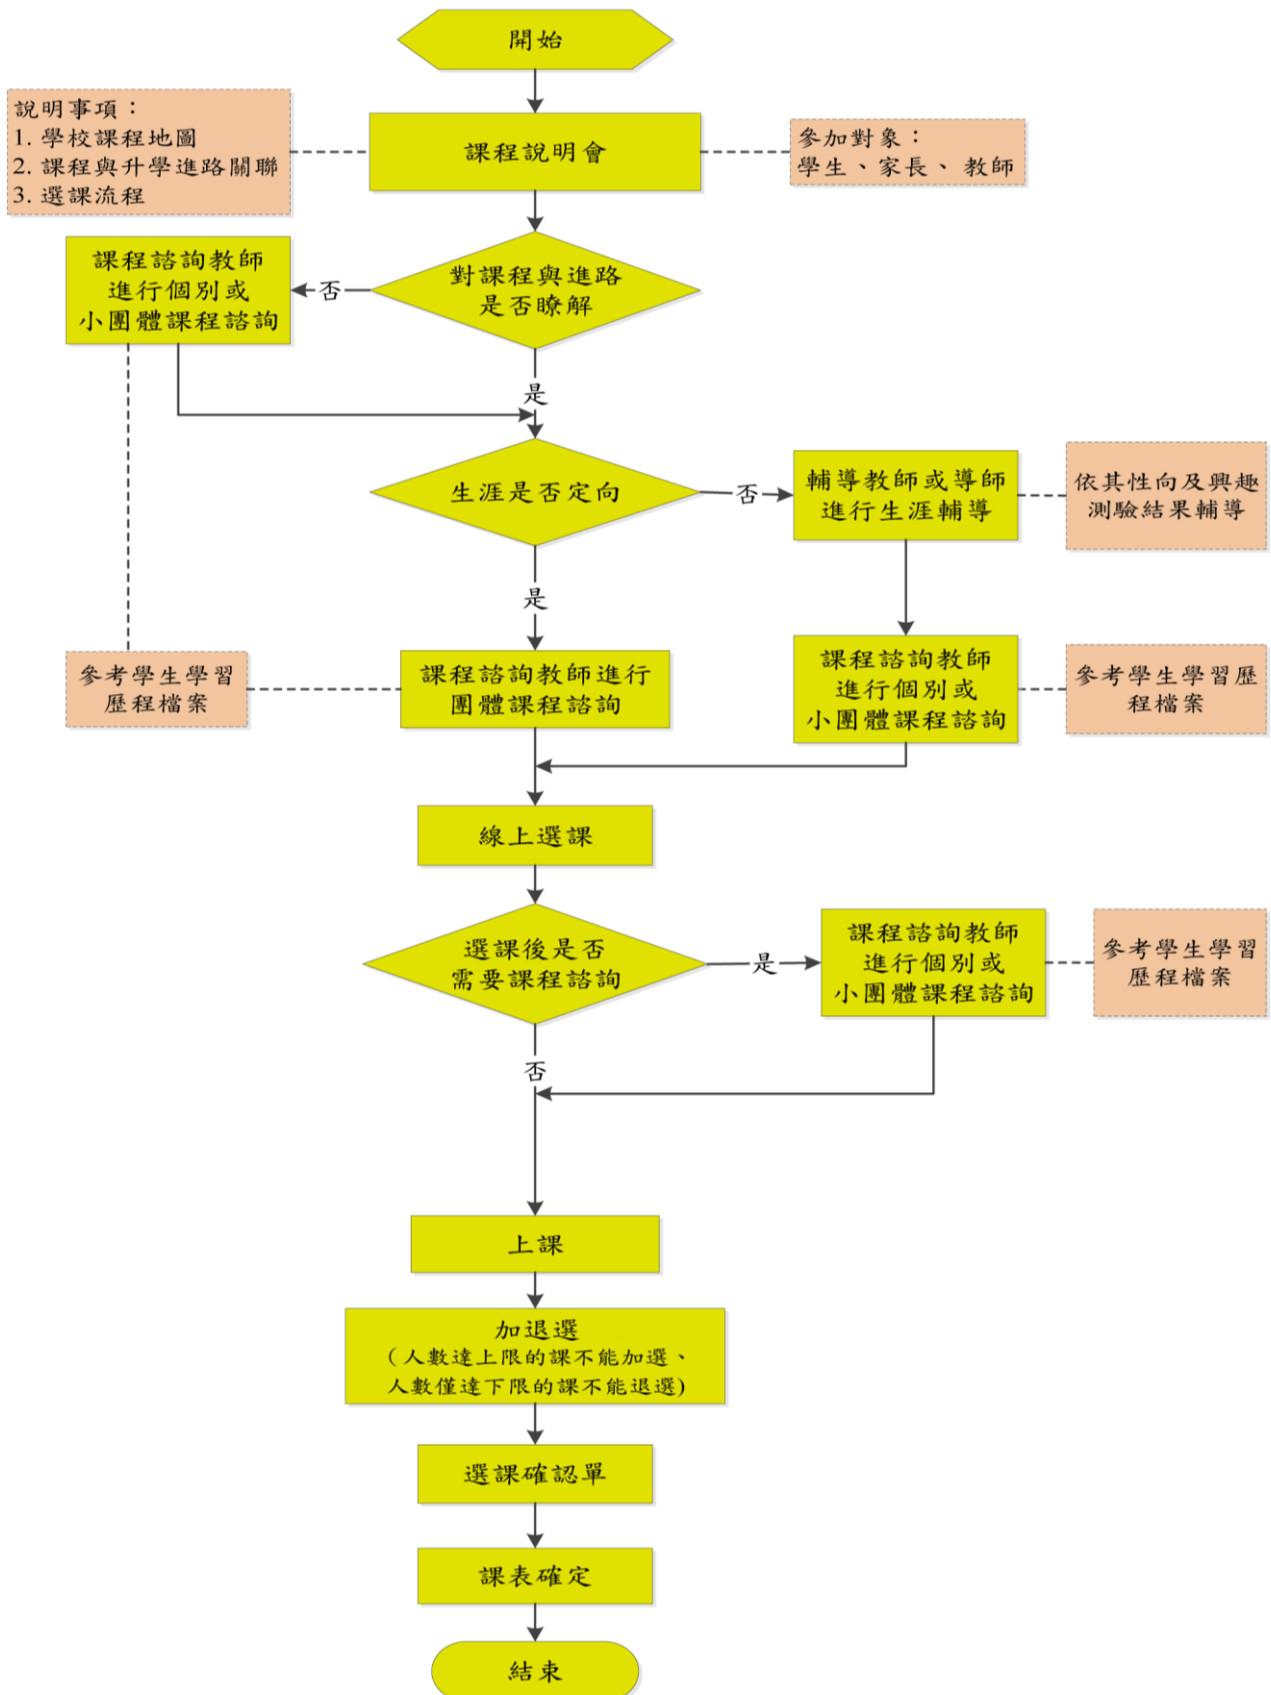 開始
說明事項：
1. 學校課程地圖
2. 課程與升學進路關聯
3. 選課流程
課程說明會
參加對象：
學生、家長、教師
課程諮詢教師
進行個別或
小團體課程諮詢
否
對課程與進路
是否瞭解
是
生涯是否定向
否
輔導教師或導師
進行生涯輔導
依其性向及興趣
測驗結果輔導
是
參考學生學習
歷程檔案
課程諮詢教師進行
團體課程諮詢
課程諮詢教師
進行個別或
小團體課程諮詢
參考學生學習歷
程檔案
線上選課
選課後是否
需要課程諮詢
是
課程諮詢教師
進行個別或
小團體課程諮詢
參考學生學習
歷程檔案
否
上課
加退選
（人數達上限的課不能加選、
人數僅達下限的課不能退選)
選課確認單
課表確定
結束